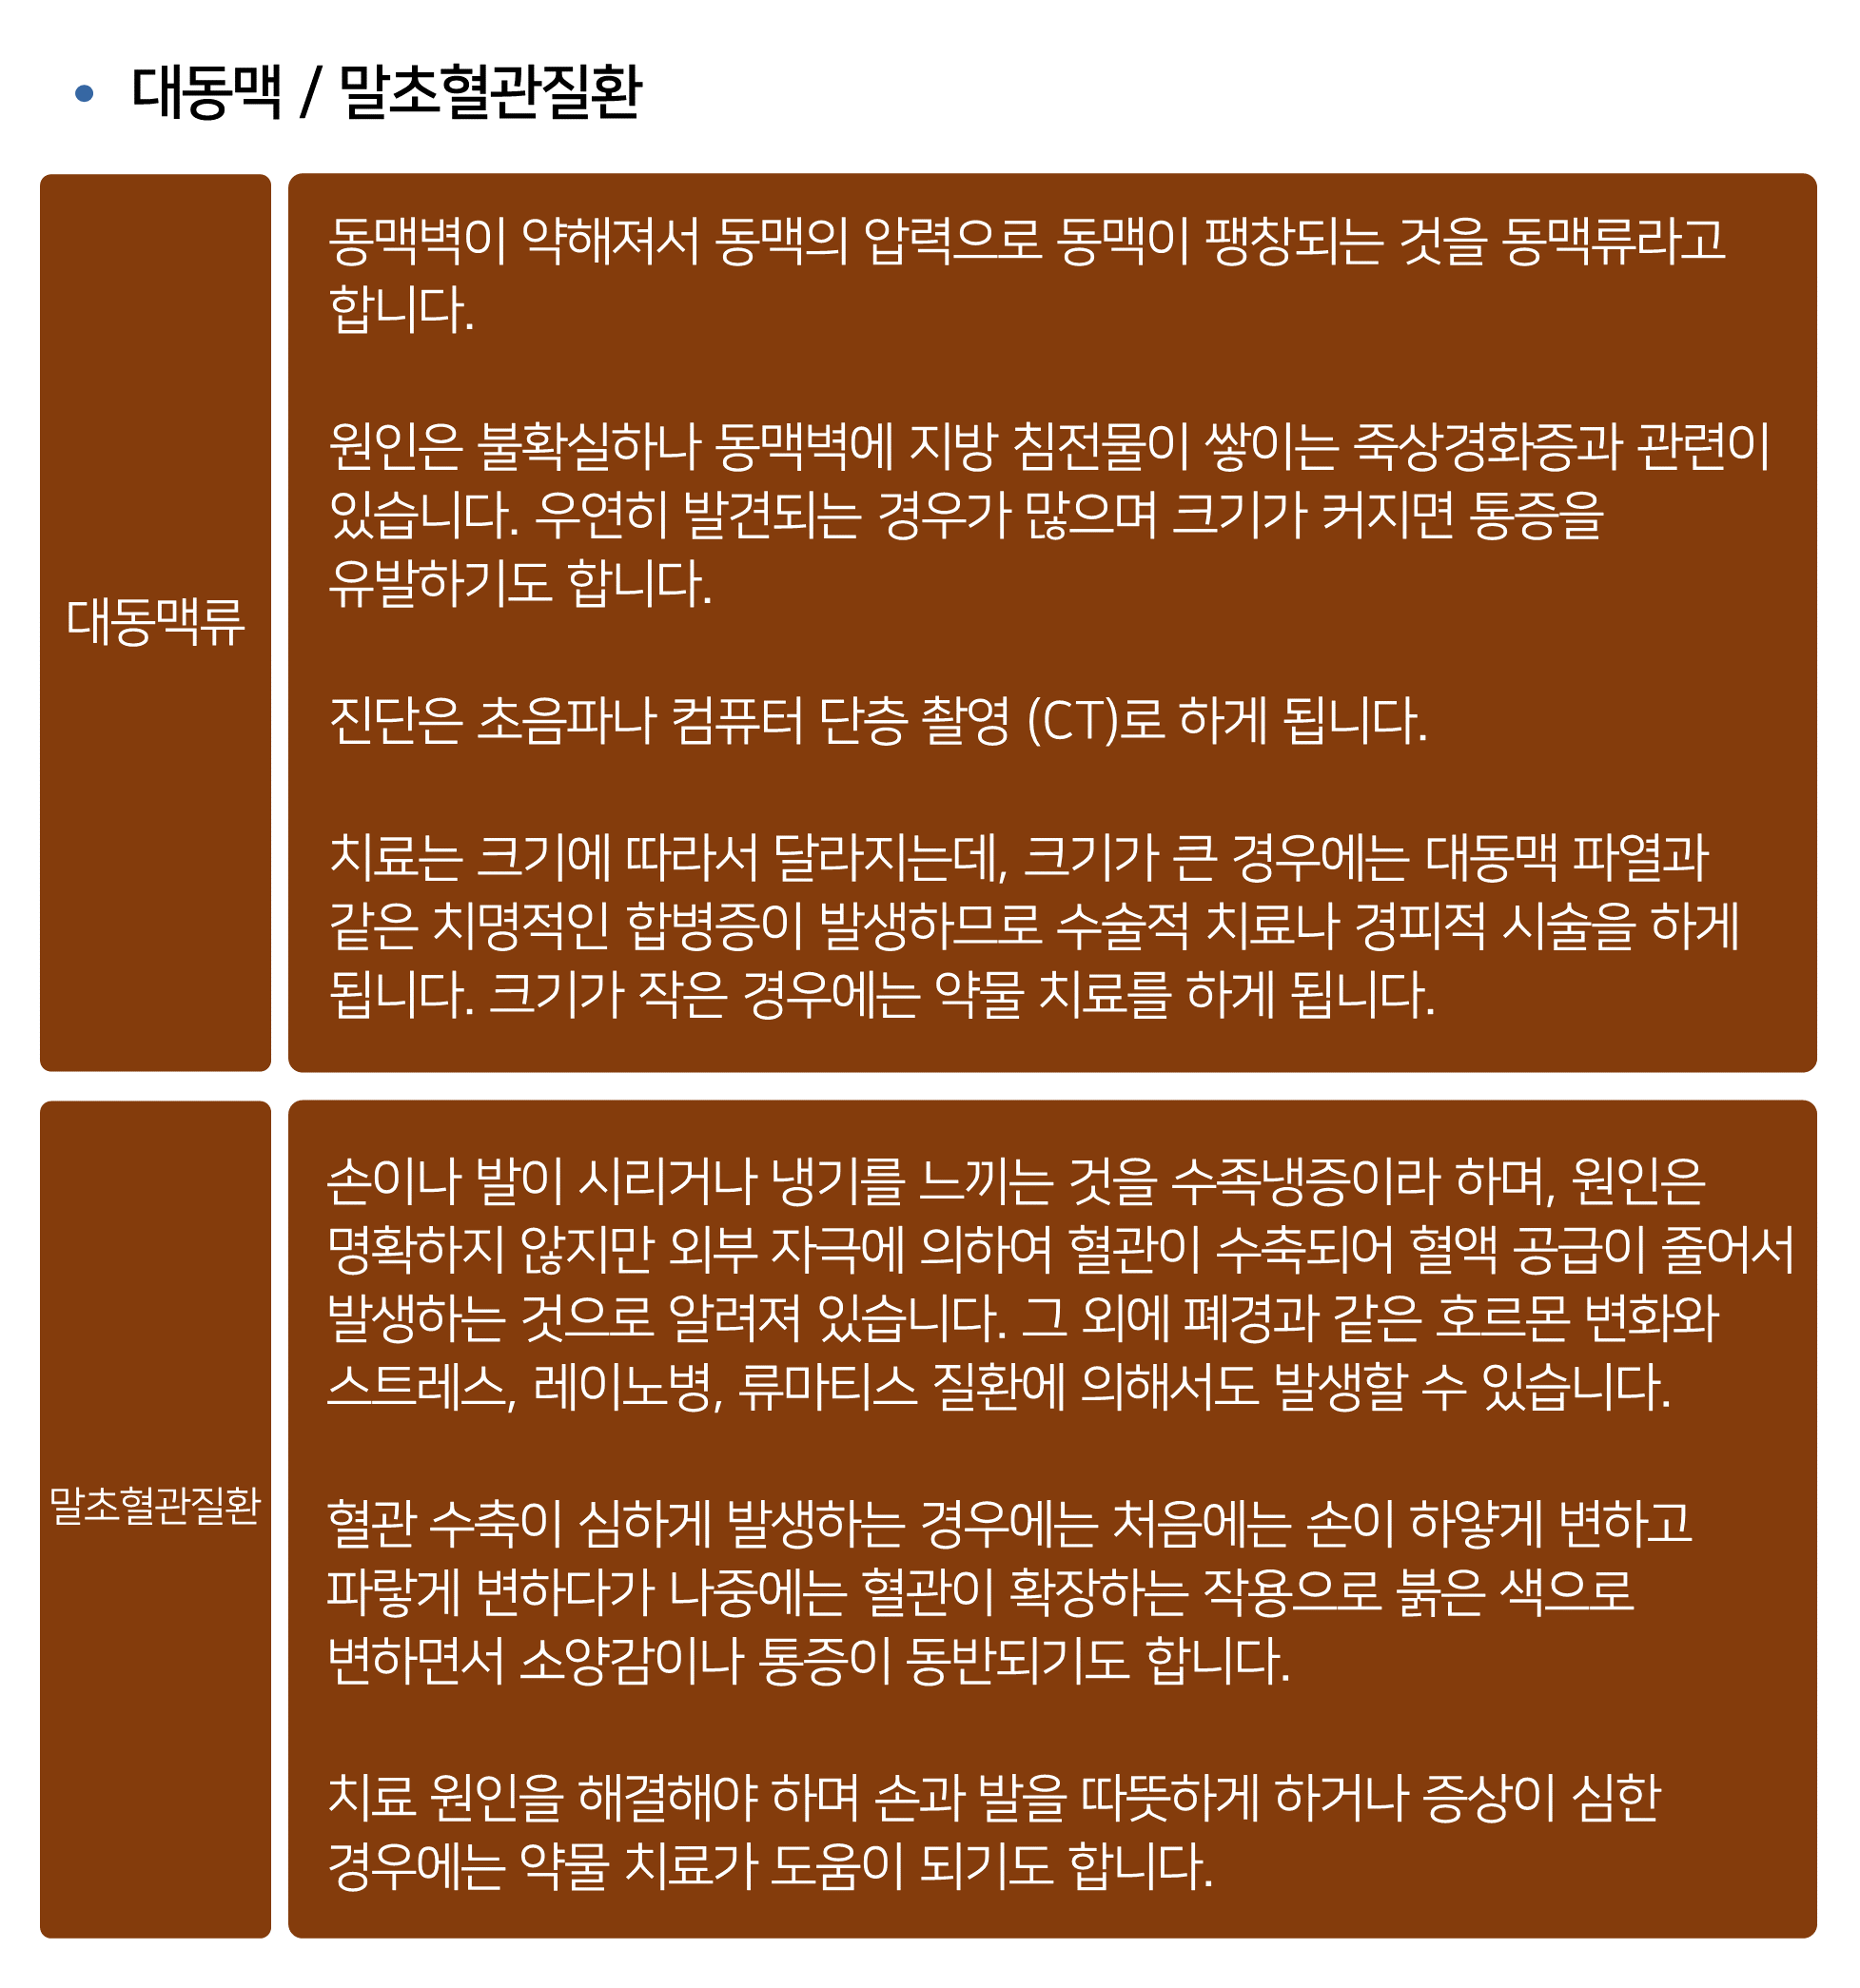 • 대동맥 / 말초혈관질환
대동맥류
동맥벽이 약해져서 동맥의 압력으로 동맥이 팽창되는 것을 동맥류라고
합니다.
원인은 불확실하나 동맥벽에 지방 침전물이 쌓이는 죽상경화증과 관련이
있습니다. 우연히 발견되는 경우가 많으며 크기가 커지면 통증을
유발하기도 합니다.
진단은 초음파나 컴퓨터 단층 촬영 (CT)로 하게 됩니다.
치료는 크기에 따라서 달라지는데, 크기가 큰 경우에는 대동맥 파열과
같은 치명적인 합병증이 발생하므로 수술적 치료나 경피적 시술을 하게
됩니다. 크기가 작은 경우에는 약물 치료를 하게 됩니다.
말초혈관질환
손이나 발이 시리거나 냉기를 느끼는 것을 수족냉증이라 하며, 원인은
명확하지 않지만 외부 자극에 의하여 혈관이 수축되어 혈액 공급이 줄어서
발생하는 것으로 알려져 있습니다. 그 외에 폐경과 같은 호르몬 변화와
스트레스, 레이노병, 류마티스 질환에 의해서도 발생할 수 있습니다.
혈관 수축이 심하게 발생하는 경우에는 처음에는 손이 하얗게 변하고
파랗게 변하다가 나중에는 혈관이 확장하는 작용으로 붉은 색으로
변하면서 소양감이나 통증이 동반되기도 합니다.
치료 원인을 해결해야 하며 손과 발을 따뜻하게 하거나 증상이 심한
경우에는 약물 치료가 도움이 되기도 합니다.